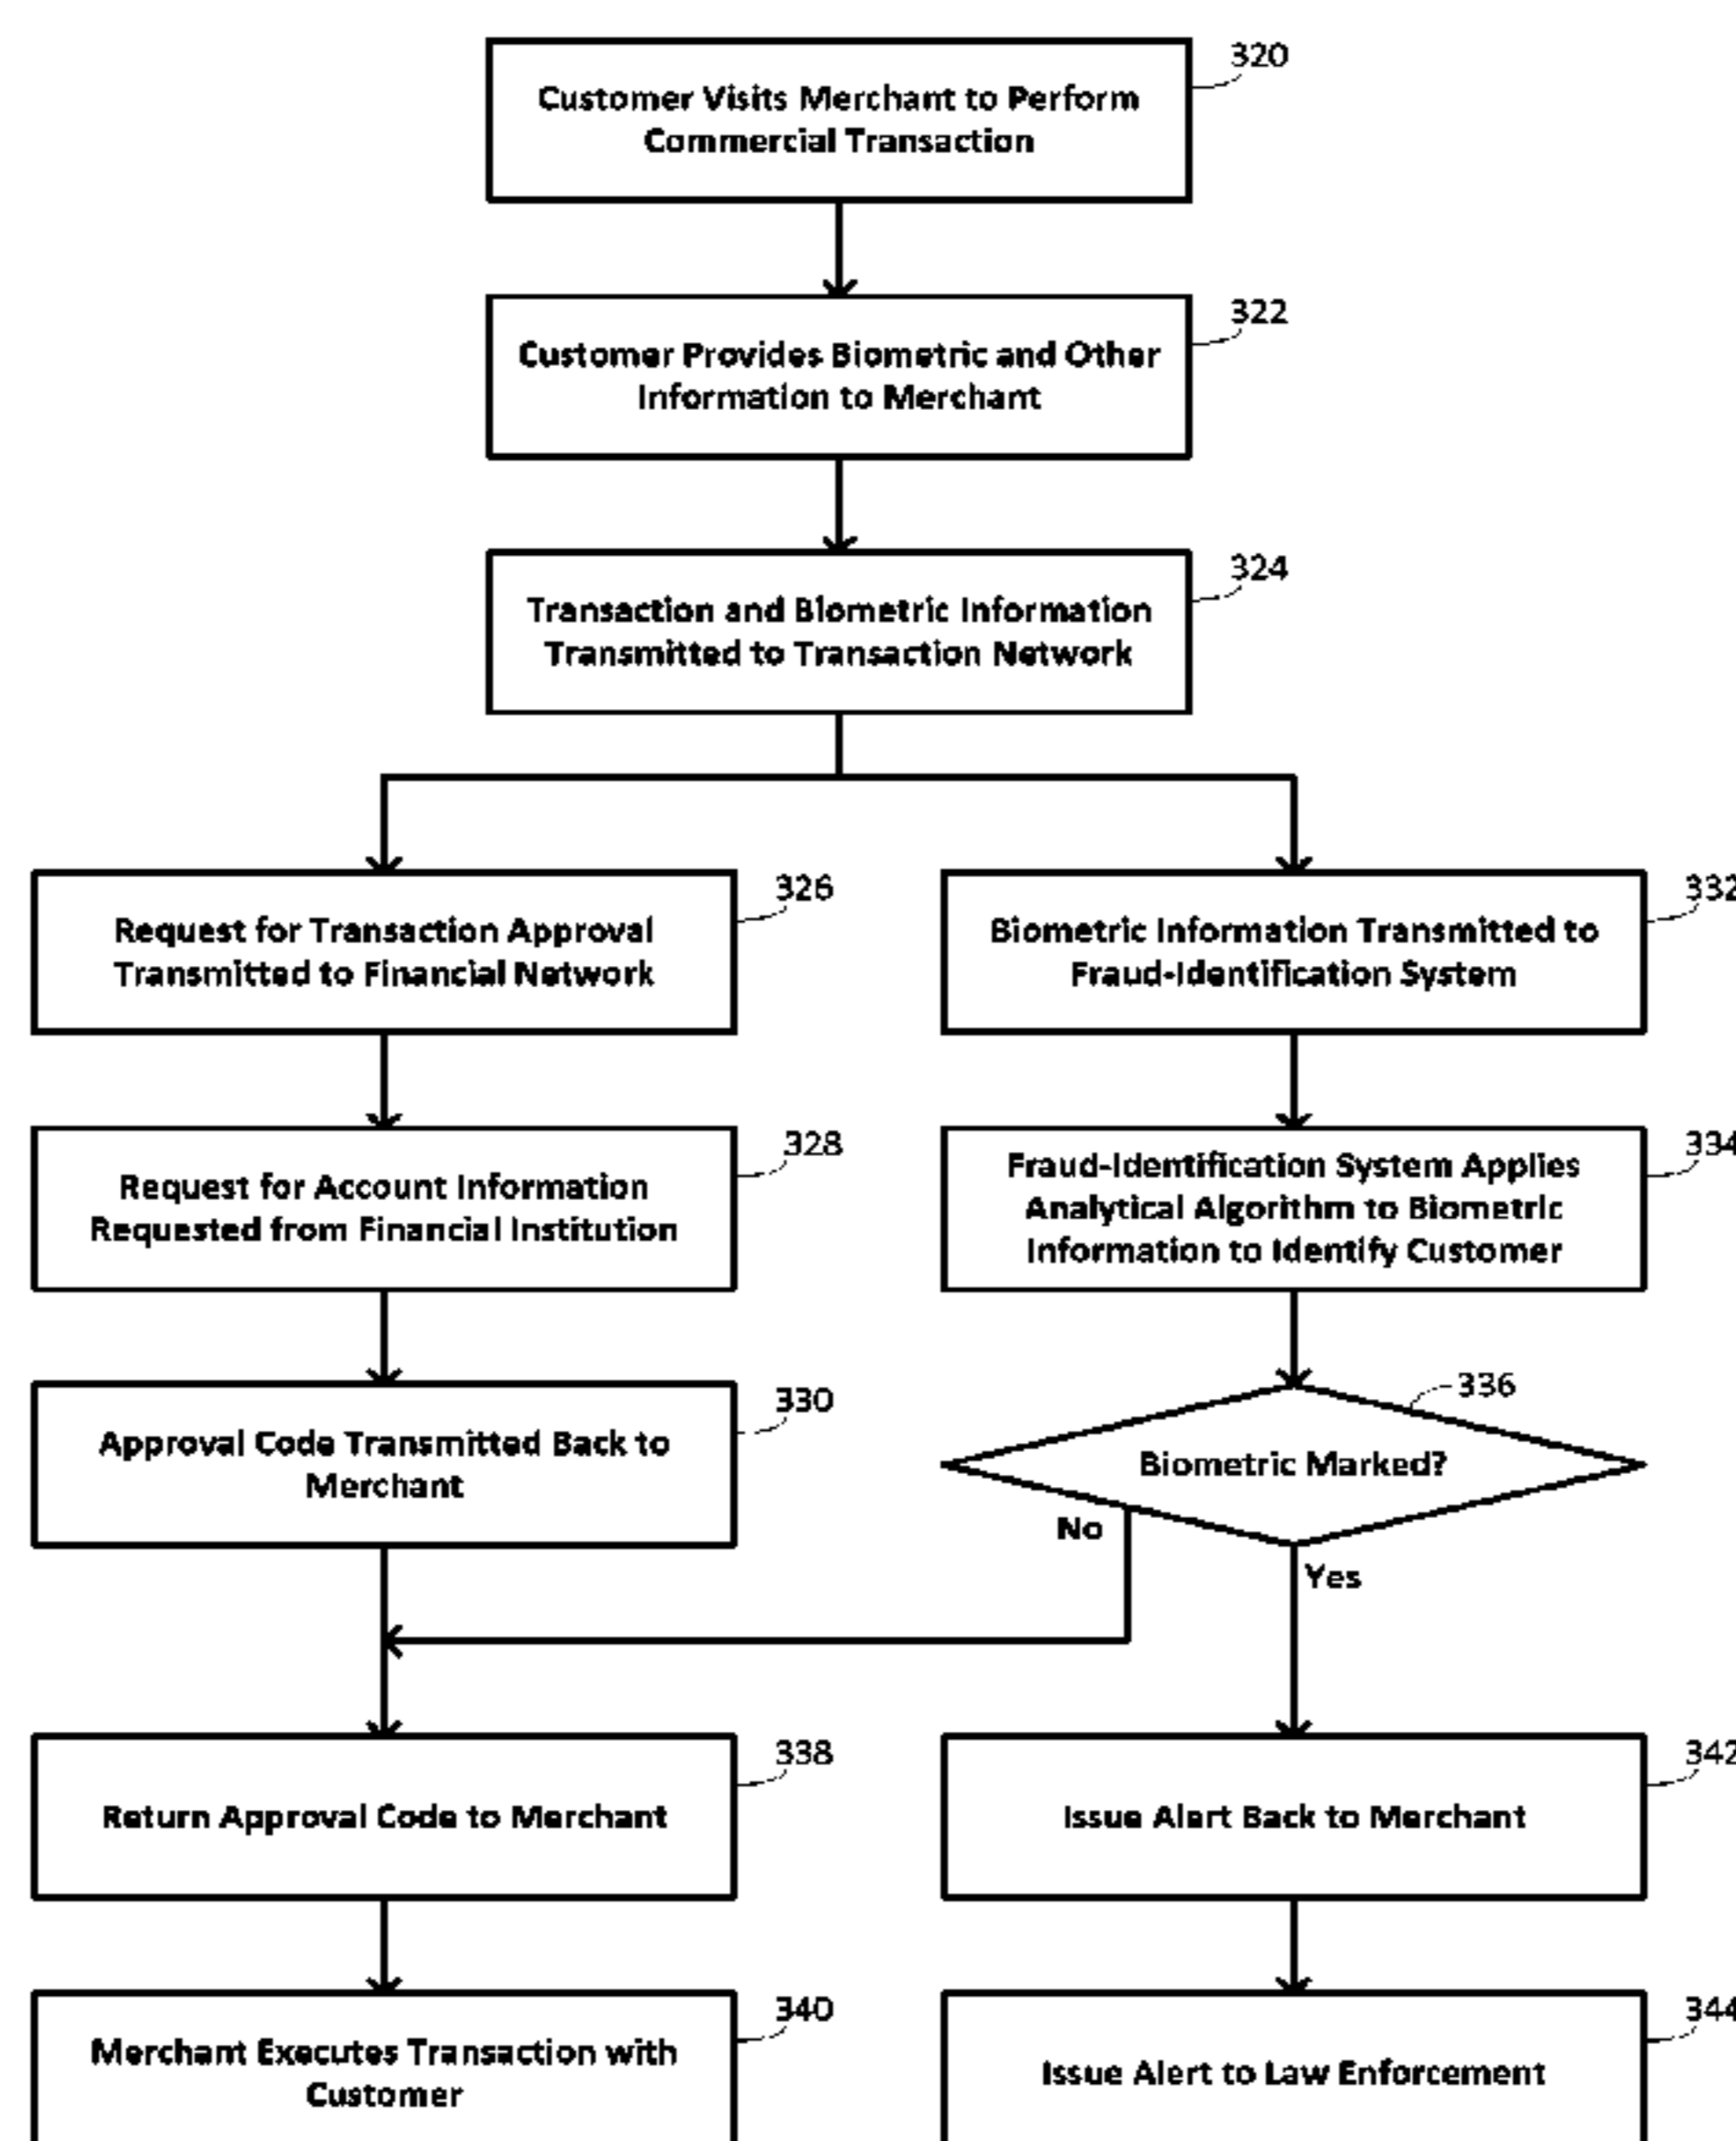 320
Customer Visits Merchant to Perform
Commercial Transaction
322
Customer Provides Biometric and Other
Information to Merchant
324
Transaction and Biometric Information
Transmitted to Transaction Network
326
Request for Transaction Approval
Transmitted to Financial Network
332
Biometric Information Transmitted to
Fraud-Identification System
328
Request for Account Information
Requested from Financial Institution
334
Fraud-Identification System Applies
Analytical Algorithm to Biometric
Information to Identify Customer
330
Approval Code Transmitted Back to
Merchant
336
Biometric Marked?
No
Yes
338
Return Approval Code to Merchant
342
Issue Alert Back to Merchant
340
Merchant Executes Transaction with
Customer
344
Issue Alert to Law Enforcement